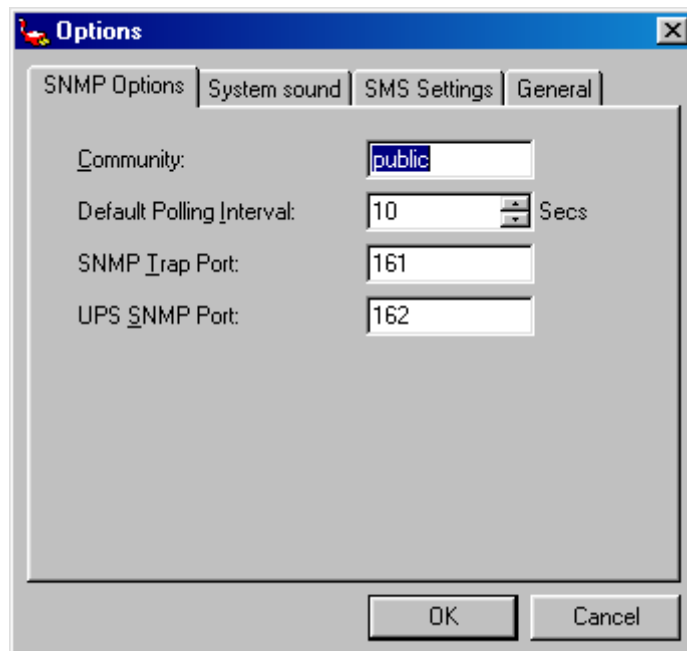 Options
SNMP Options System sound SMS Settings General
Community: public
Default Polling Interval: 10 Secs
SNMP Trap Port: 161
UPS SNMP Port: 162
OK Cancel